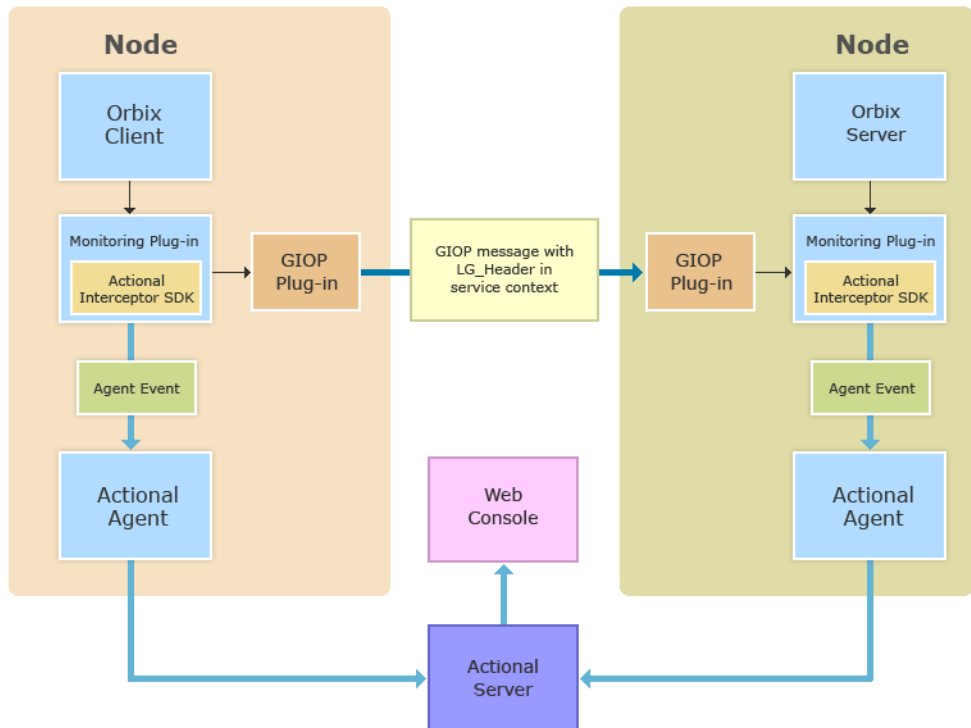 Node
Orbix
Client
Monitoring Plug-in
Actional
Interceptor SDK
GIOP
Plug-in
Agent Event
Actional
Agent
GIOP message with
LG_Header in
service context
Node
Orbix
Server
GIOP
Plug-in
Monitoring Plug-in
Actional
Interceptor SDK
Agent Event
Actional
Agent
Web
Console
Actional
Server